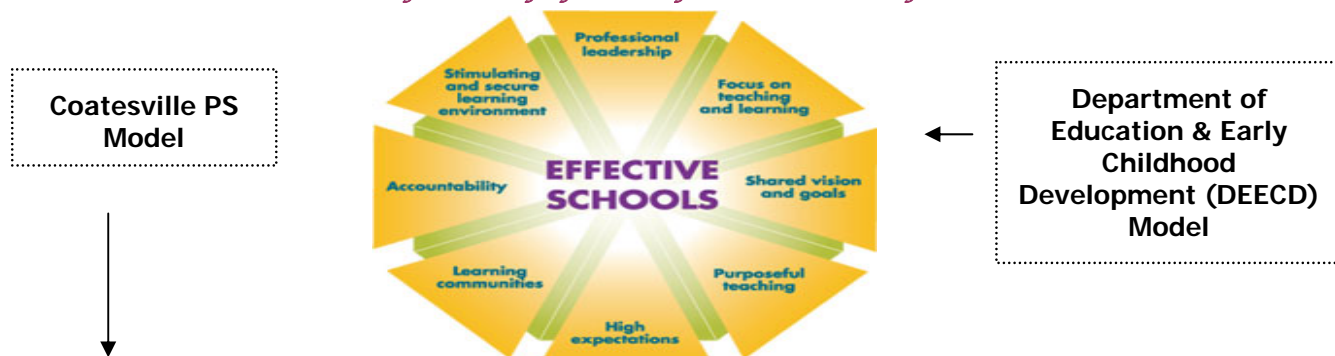 Coatesville PS
Model
Professional
leadership
Stimulating
and secure
learning
environment
Focus on
teaching
and learning
Accountability
EFFECTIVE
SCHOOLS
Shared vision
and goals
Learning
communities
Purposeful
teaching
High
expectations
Department of
Education & Early
Childhood
Development (DEECD)
Model